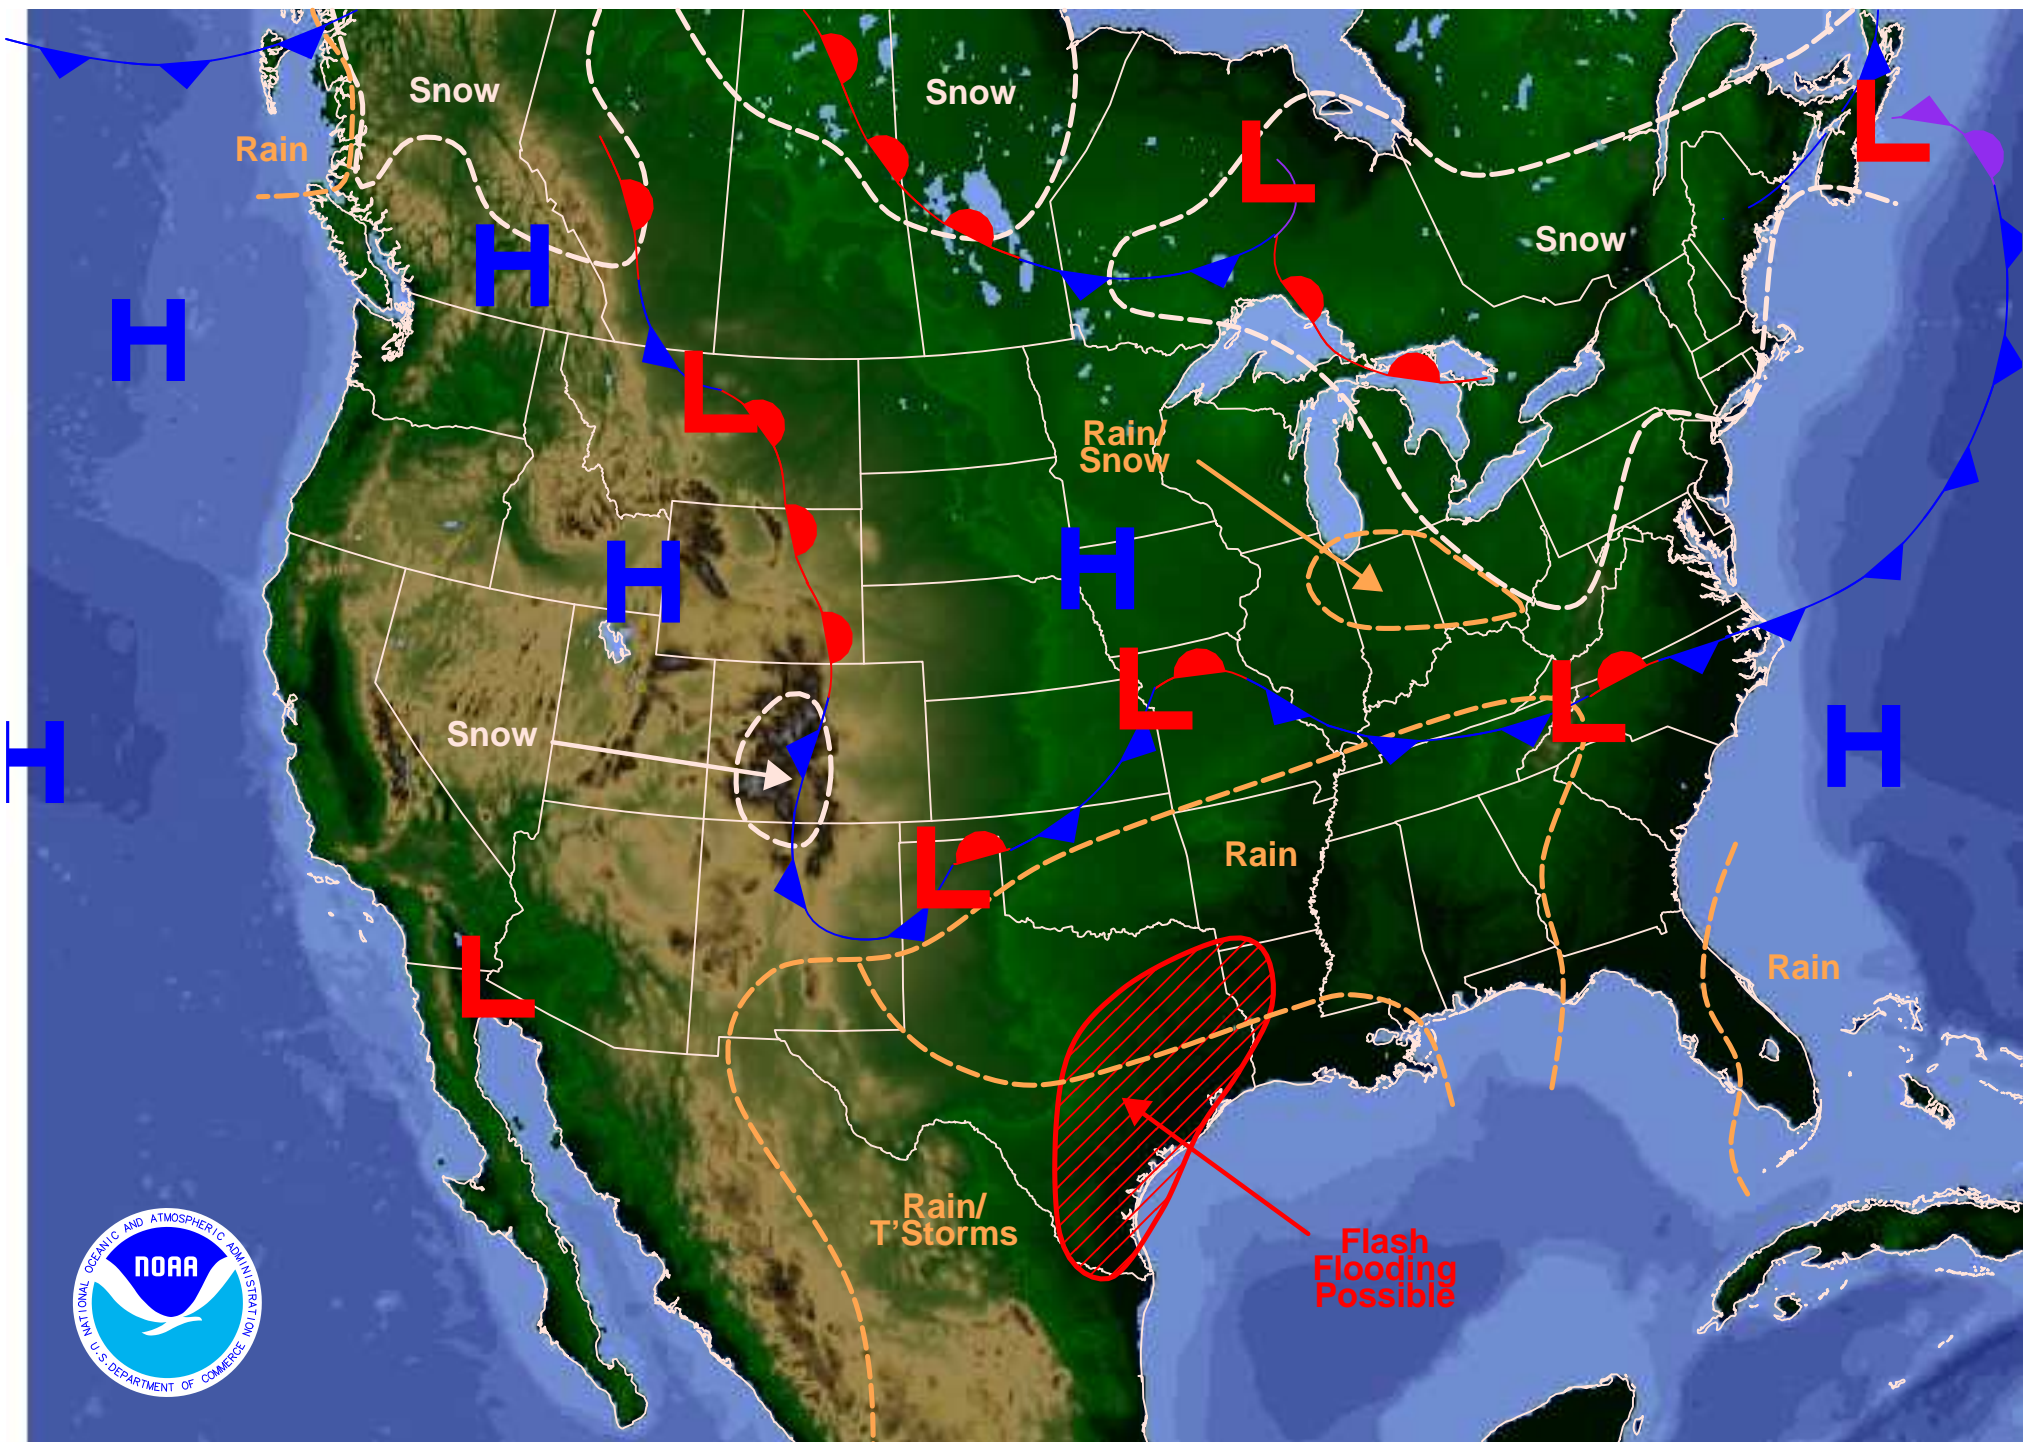 Snow
Snow
L
Rain
L
Snow
H
H
L
Rain/
Snow
H
H
L
L
Snow
H
H
L
Rain
L
Rain
Rain/
T'Storms
Flash
Flooding
Possible
NATIONAL OCEANIC AND ATMOSPHERIC ADMINISTRATION
NOAA
U.S. DEPARTMENT OF COMMERCE